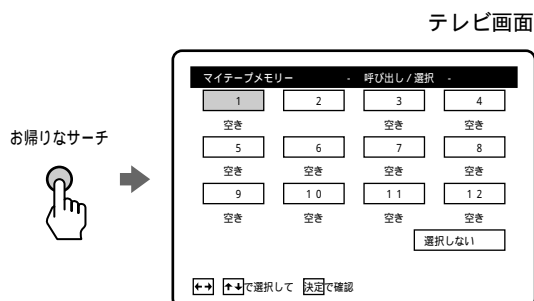 テレビ画面
マイテープメモリー - 呼び出し/選択 -
1 2 3 4
空き 空き 空き
5 6 7 8
空き 空き 空き 空き
9 10 11 12
空き 空き 空き 空き
選択しない
←→ ↑↓で選択して 決定で確認
お帰りなサーチ